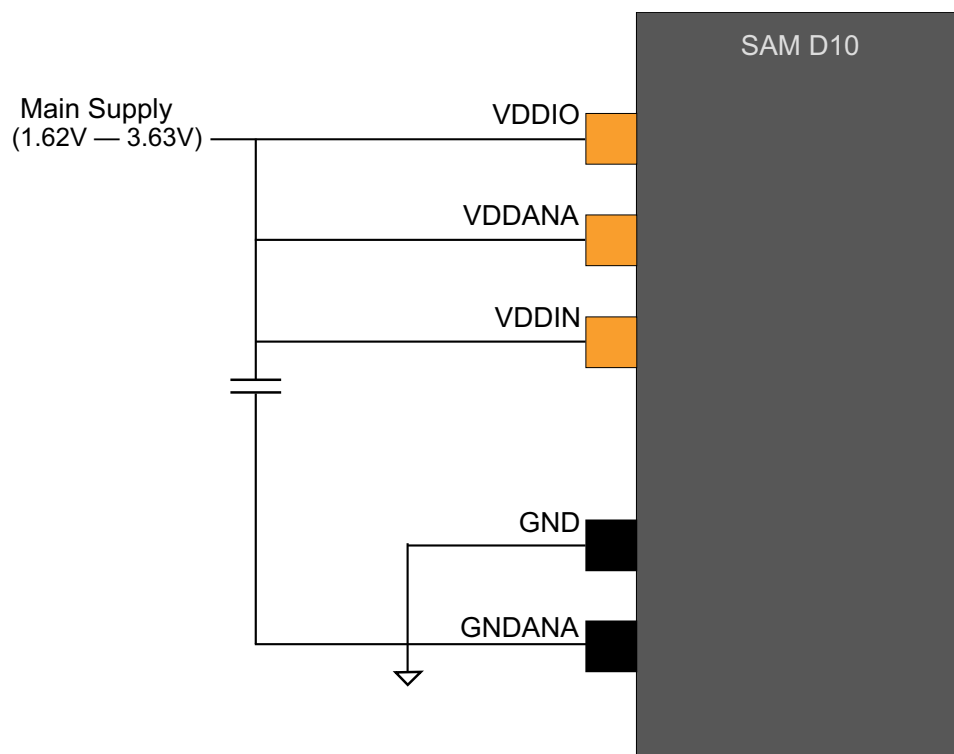 SAM D10
Main Supply
(1.62V — 3.63V)
VDDIO
VDDANA
VDDIN
GND
GNDANA